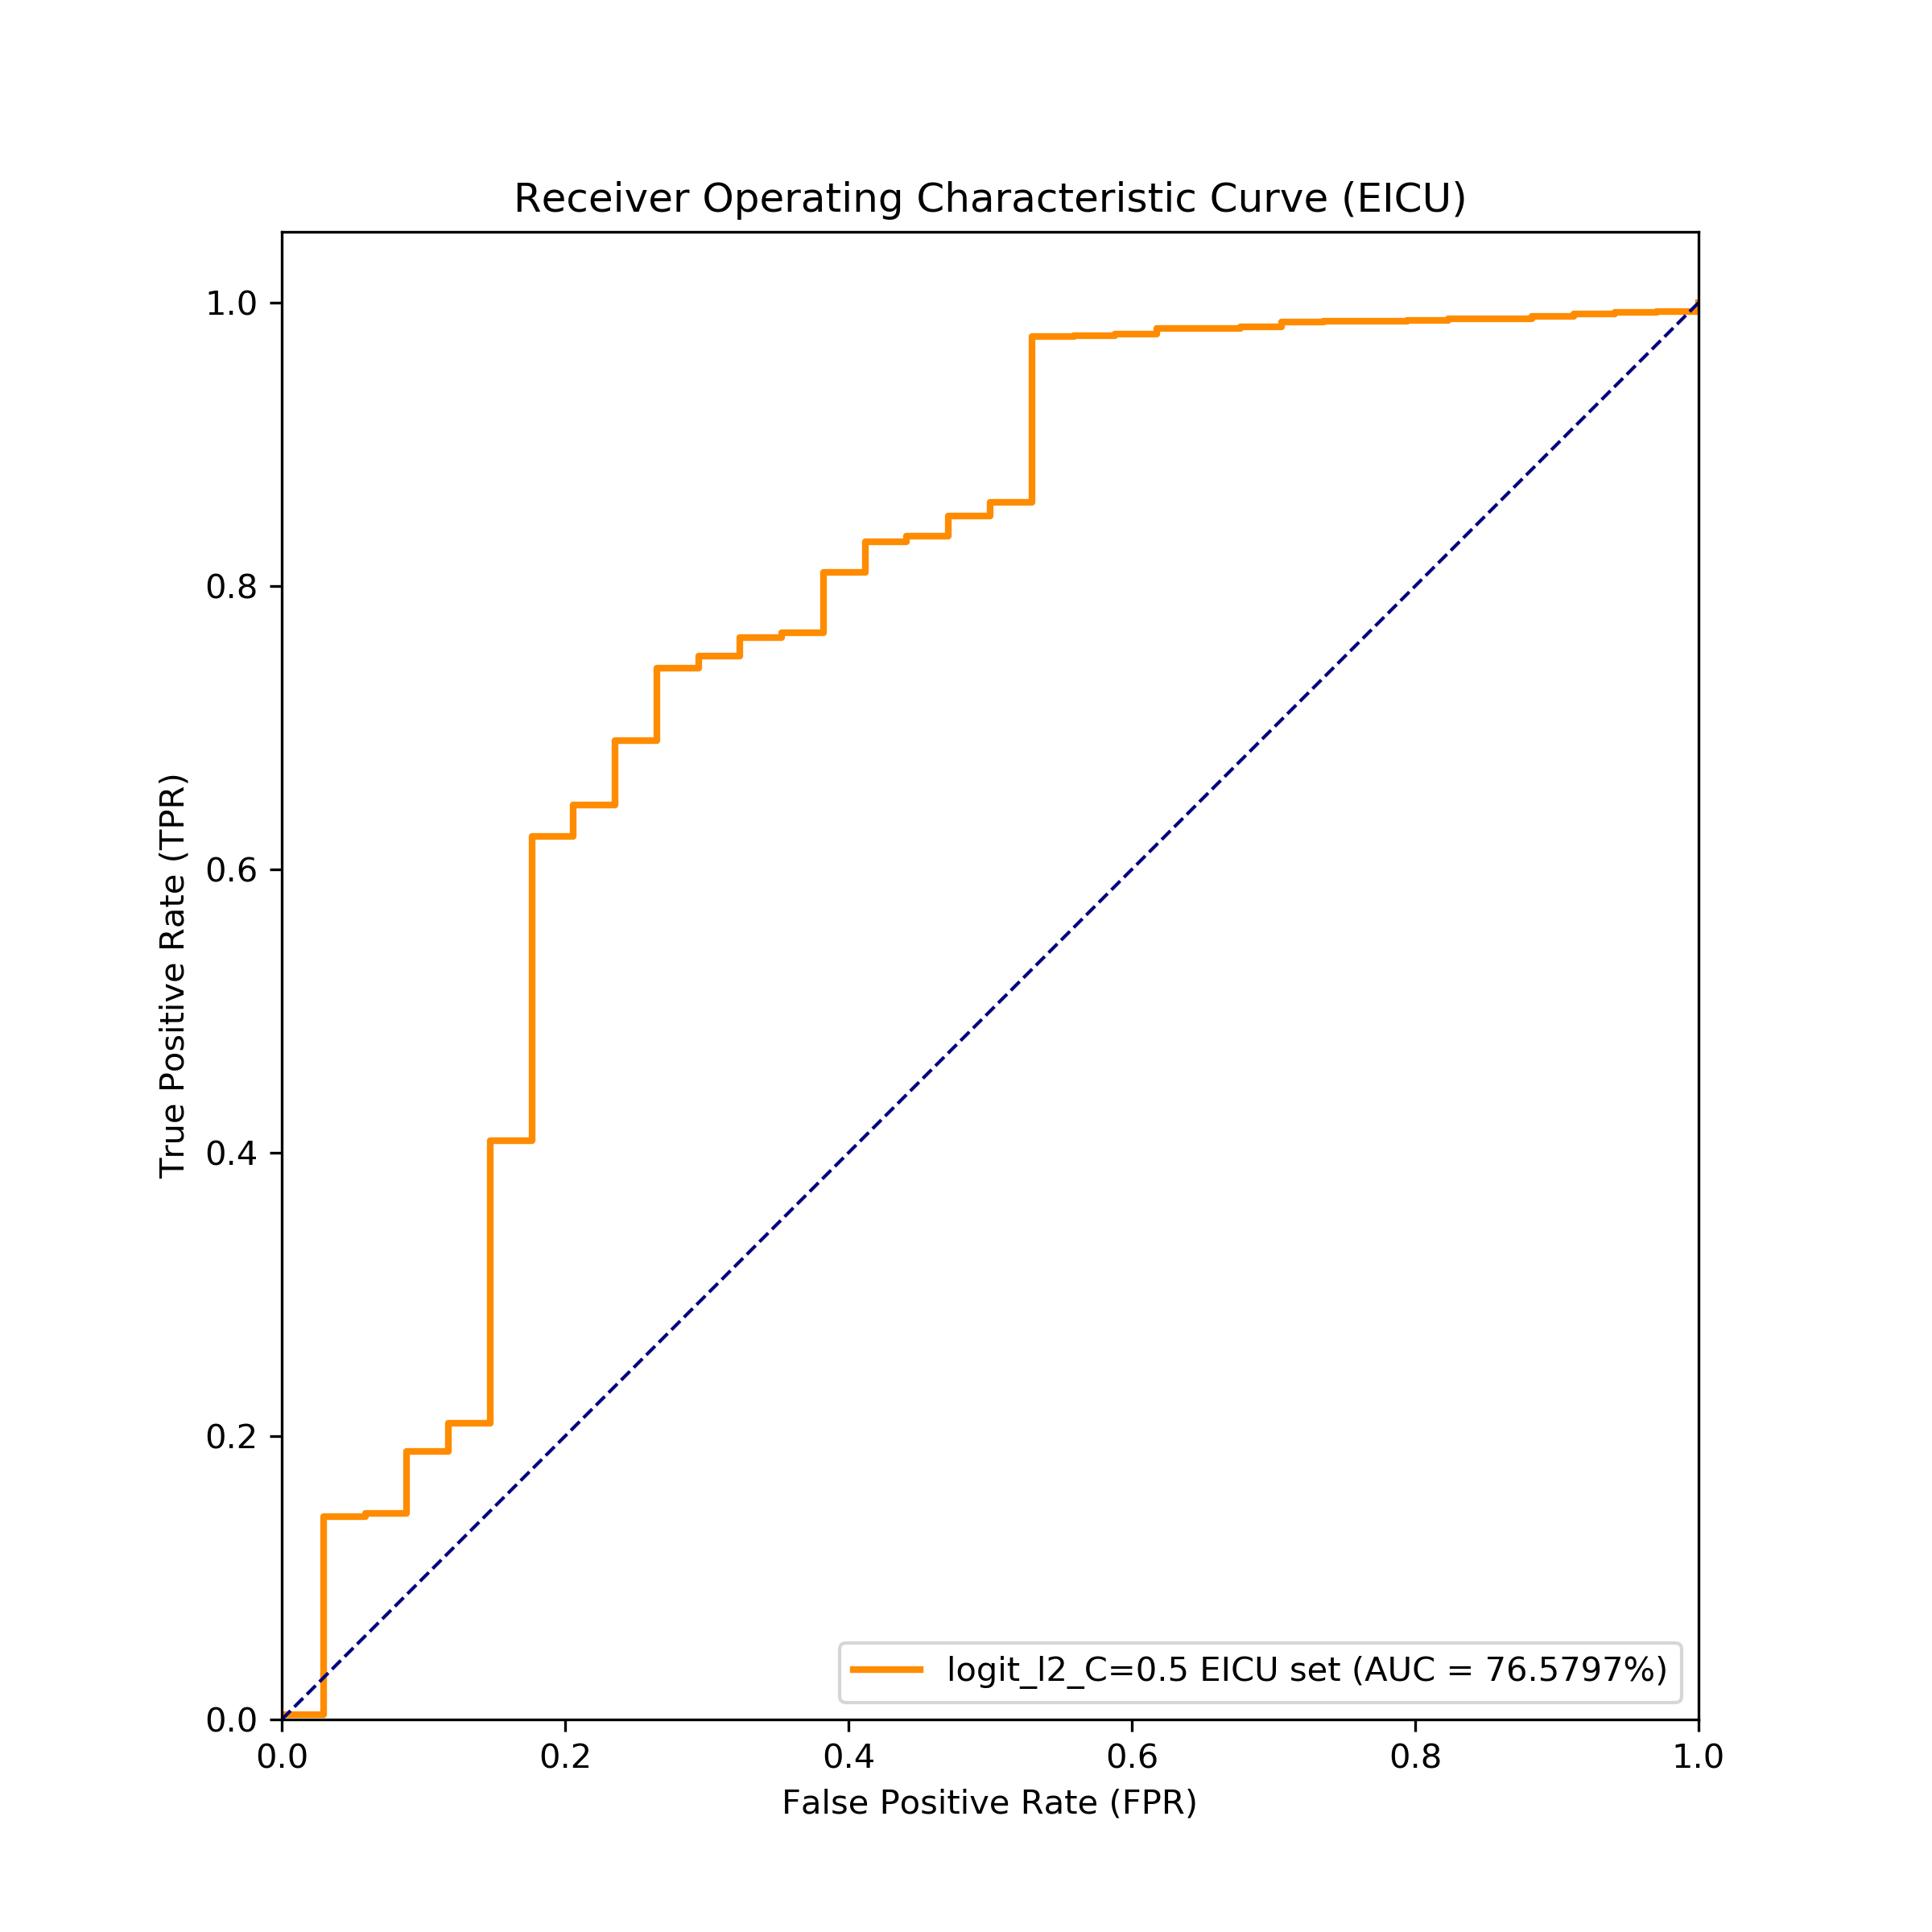 Receiver Operating Characteristic Curve (EICU)
True Positive Rate (TPR)
1.0
0.8
0.6
0.4
0.2
0.0
logit_l2_C=0.5 EICU set (AUC = 76.5797%)
0.0 0.2 0.4 0.6 0.8 1.0
False Positive Rate (FPR)